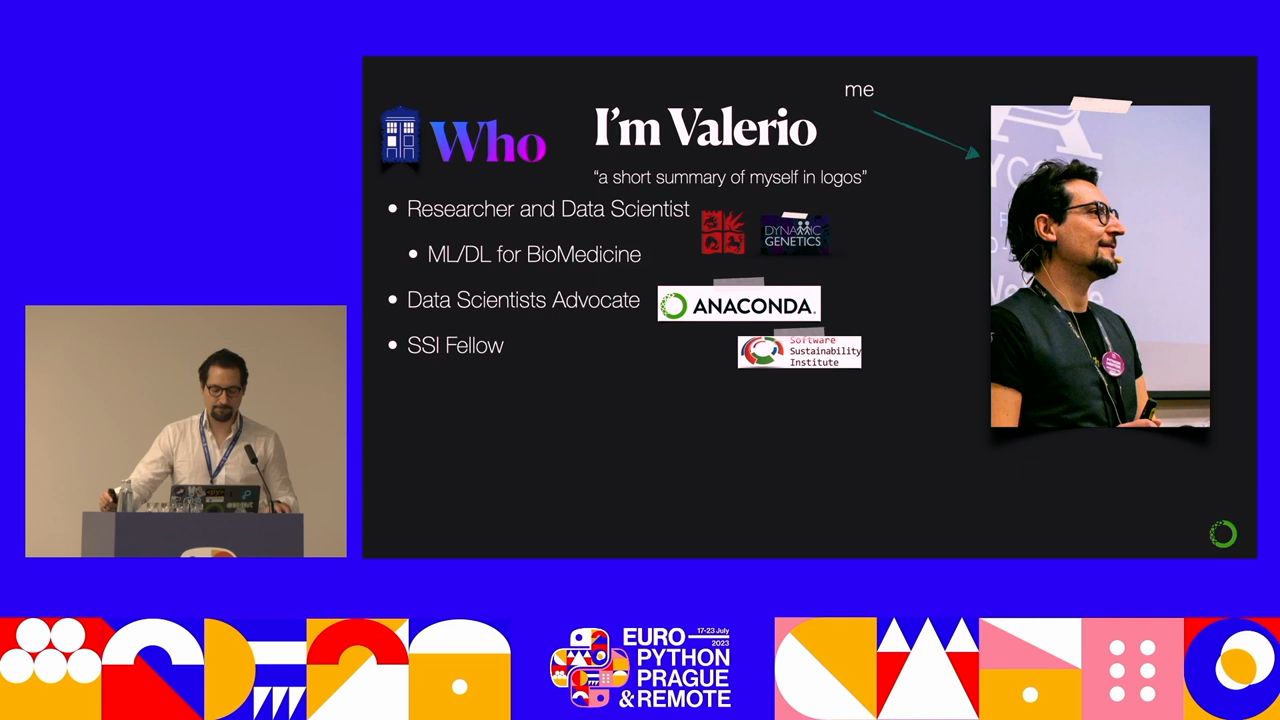 me
Who
I'm Valerio
“a short summary of myself in logos”
• Researcher and Data Scientist
DYNAMIC
GENETICS
• ML/DL for BioMedicine
• Data Scientists Advocate
ANACONDA.
• SSI Fellow
Software
Sustainability
Institute
17-23 July
2023
EURO
PYTHON
PRAGUE
& REMOTE